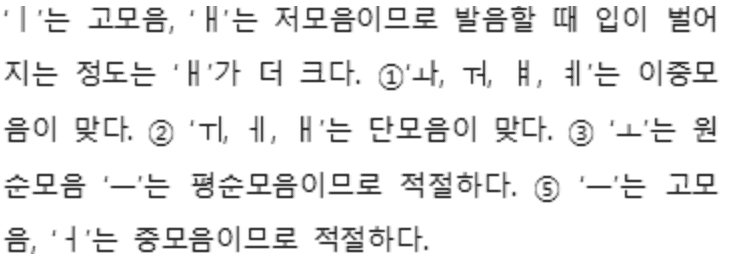 'ㅣ'는 고모음, 'ㅐ'는 저모음이므로 발음할 때 입이 벌어
지는 정도는 'ㅐ'가 더 크다. ①'ㅘ, ㅝ, ㅒ, ㅖ'는 이중모
음이 맞다. ② 'ㅟ, ㅔ, ㅐ'는 단모음이 맞다. ③ 'ㅗ'는 원
순모음 'ㅡ'는 평순모음이므로 적절하다. ⑤ 'ㅡ'는 고모
음, 'ㅓ'는 중모음이므로 적절하다.